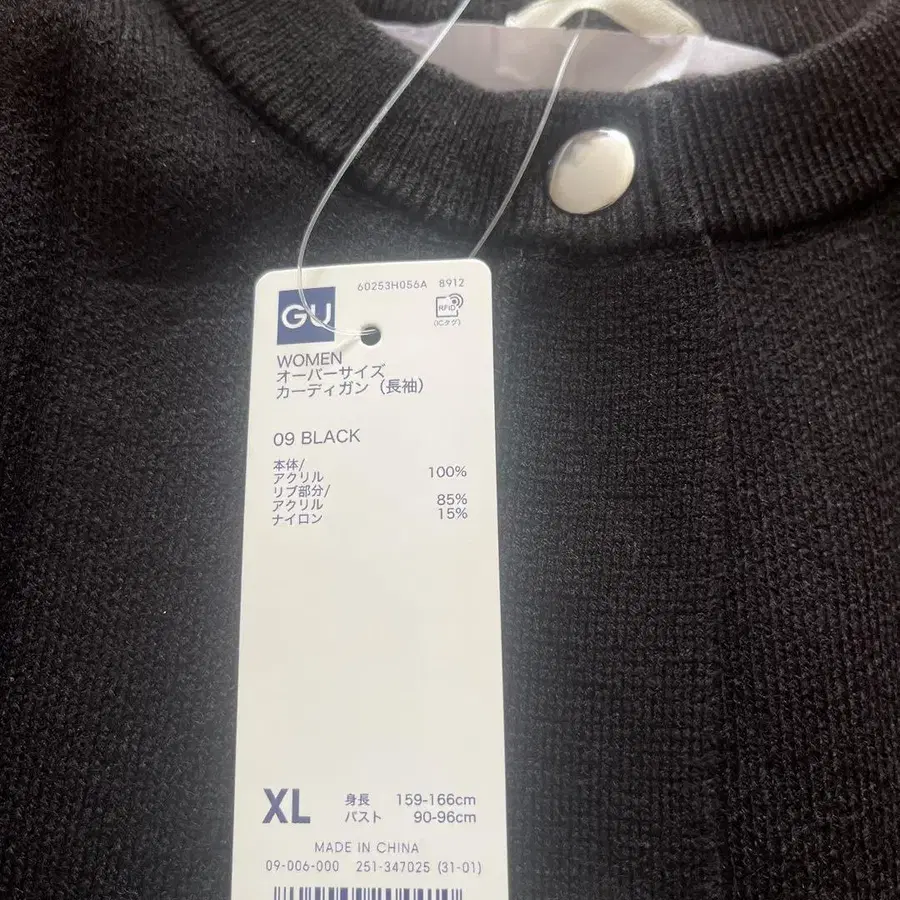 60253H056A 8912
GU
RFID
(ICタグ)
WOMEN
オーバーサイズ
カーディガン（長袖）
09 BLACK
本体/
アクリル 100%
リブ部分/
アクリル 85%
ナイロン 15%
XL 身長 159-166cm
バスト 90-96cm
MADE IN CHINA
09-006-000 251-347025 (31-01)